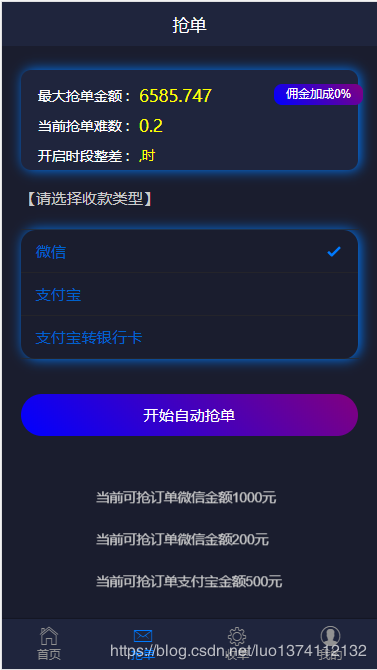 抢单
最大抢单金额： 6585.747
佣金加成0%
当前抢单难数： 0.2
开启时段整差： ,时
【请选择收款类型】
微信
支付宝
支付宝转银行卡
开始自动抢单
当前可抢订单微信金额1000元
当前可抢订单微信金额200元
当前可抢订单支付宝金额500元
首页 抢单 收单 我的
https://blog.csdn.net/luo1374112132